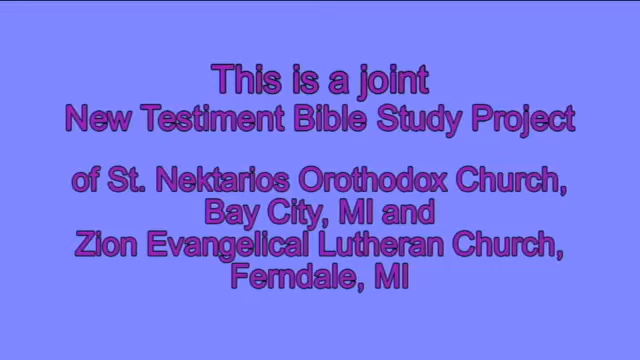 This is a joint
New Testiment Bible Study Project
of St. Nektarios Orothodox Church,
Bay City, MI and
Zion Evangelical Lutheran Church,
Ferndale, MI